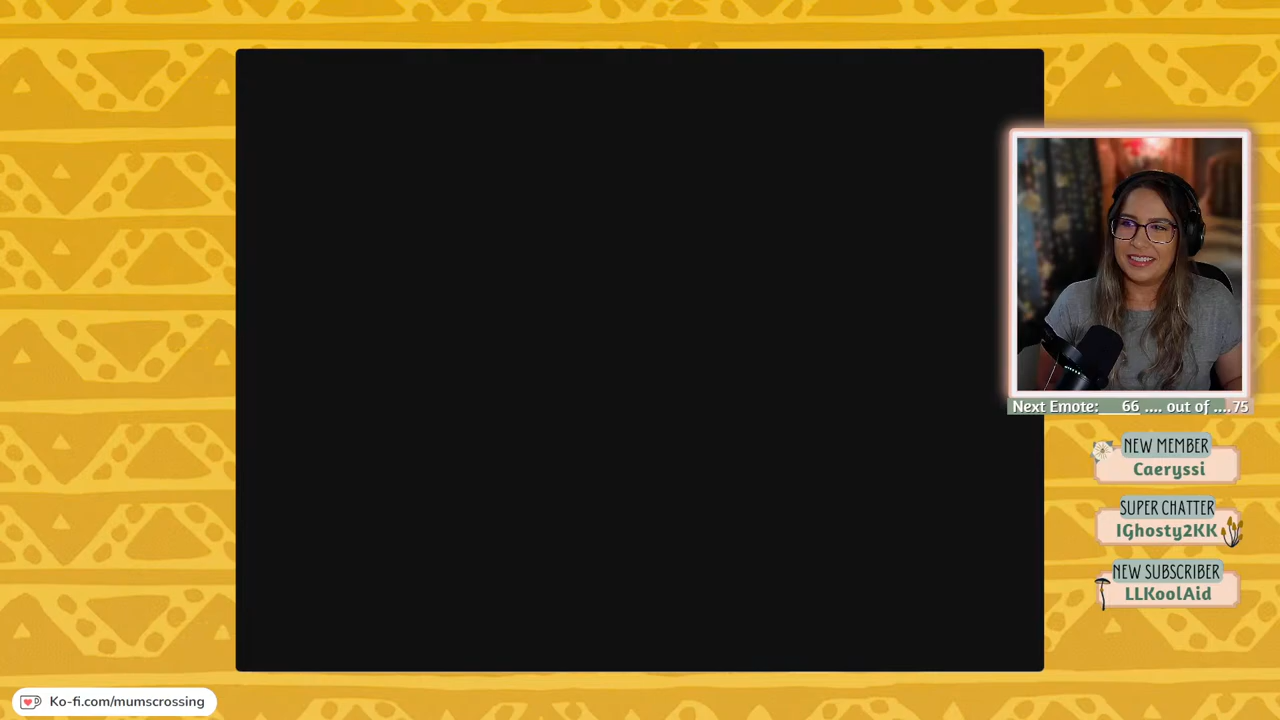 Next Emote: 66 .... out of ....75
NEW MEMBER
Caeryssi
SUPER CHATTER
IGhosty2KK
NEW SUBSCRIBER
LLKoolAid
Ko-fi.com/mumscrossing